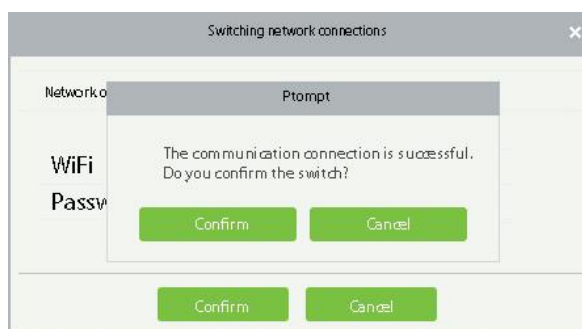 Switching network connections
Network o
Ptompt
WiFi
The communication connection is successful.
Do you confirm the switch?
Passw
Confirm Cancel
Confirm Cancel